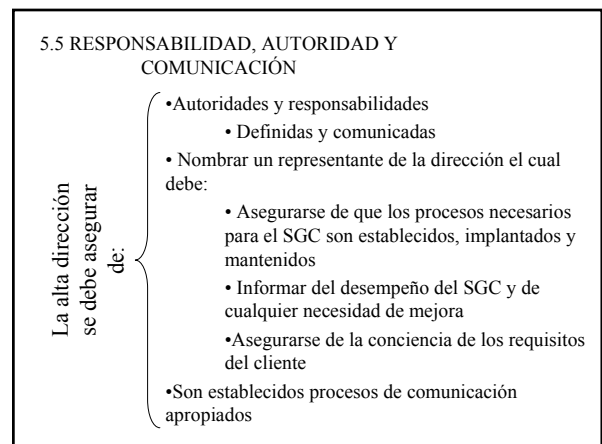 5.5 RESPONSABILIDAD, AUTORIDAD Y
COMUNICACIÓN
La alta dirección
se debe asegurar
de:
•Autoridades y responsabilidades
• Definidas y comunicadas
• Nombrar un representante de la dirección el cual
debe:
• Asegurarse de que los procesos necesarios
para el SGC son establecidos, implantados y
mantenidos
• Informar del desempeño del SGC y de
cualquier necesidad de mejora
•Asegurarse de la conciencia de los requisitos
del cliente
•Son establecidos procesos de comunicación
apropiados